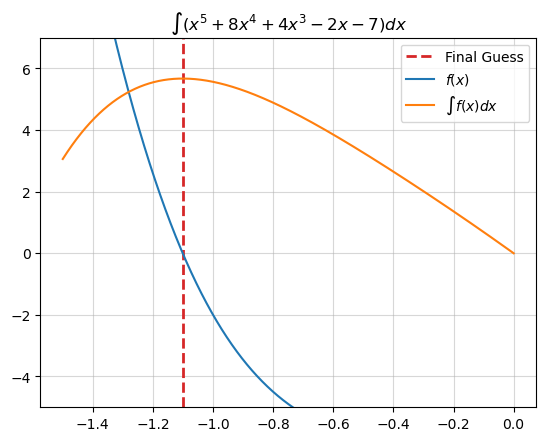 ∫(x⁵ + 8x⁴ + 4x³ − 2x − 7)dx
Final Guess
f(x)
∫f(x)dx
6
4
2
0
−2
−4
−1.4 −1.2 −1.0 −0.8 −0.6 −0.4 −0.2 0.0